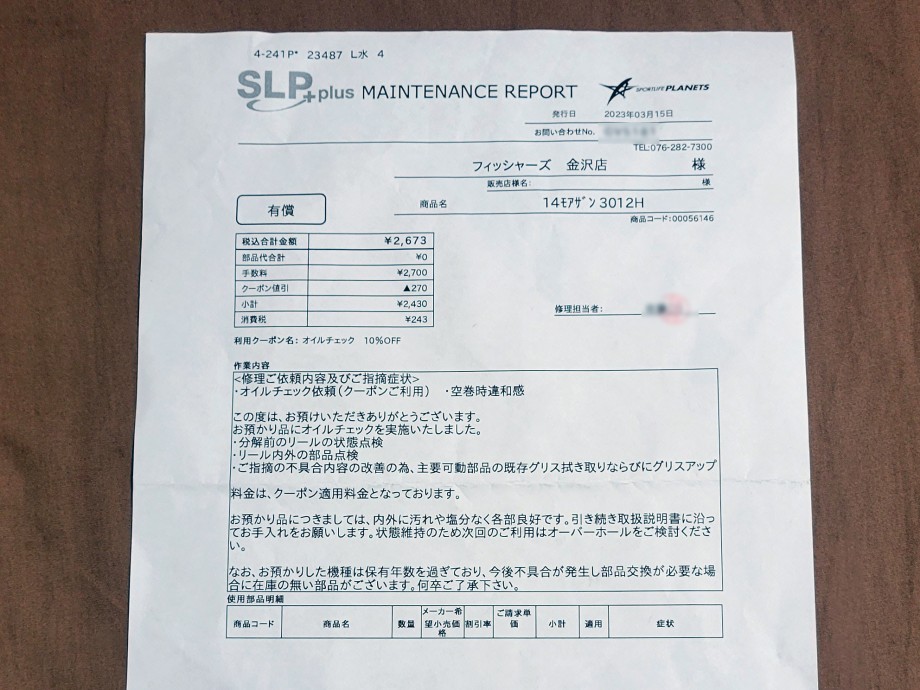 4-241P* 23487 L水 4
SLP+plus MAINTENANCE REPORT SPORTLIFE PLANETS
発行日 2023年03月15日
お問い合わせNo.
TEL:076-282-7300
フィッシャーズ 金沢店 様
販売店様名: 様
有償
商品名 14モアザン 3012H
商品コード:00056146
税込合計金額 ¥2,673
部品代合計 ¥0
手数料 ¥2,700
クーポン値引 ▲270
小計 ¥2,430
消費税 ¥243
修理担当者:
利用クーポン名: オイルチェック 10%OFF
作業内容
<修理ご依頼内容及びご指摘症状>
・オイルチェック依頼(クーポンご利用) ・空巻時違和感
この度は、お預けいただきありがとうございます。
お預かり品にオイルチェックを実施いたしました。
・分解前のリールの状態点検
・リール内外の部品点検
・ご指摘の不具合内容の改善の為、主要可動部品の既存グリス拭き取りならびにグリスアップ
料金は、クーポン適用料金となっております。
お預かり品につきましては、内外に汚れや塩分なく各部良好です。引き続き取扱説明書に沿っ
てお手入れをお願いします。状態維持のため次回のご利用はオーバーホールをご検討くださ
い。
なお、お預かりした機種は保有年数を過ぎており、今後不具合が発生し部品交換が必要な場
合に在庫の無い部品がございます。何卒ご了承下さい。
使用部品明細
商品コード 商品名 数量 メーカー希望小売価格 割引率 ご請求単価 小計 適用 症状